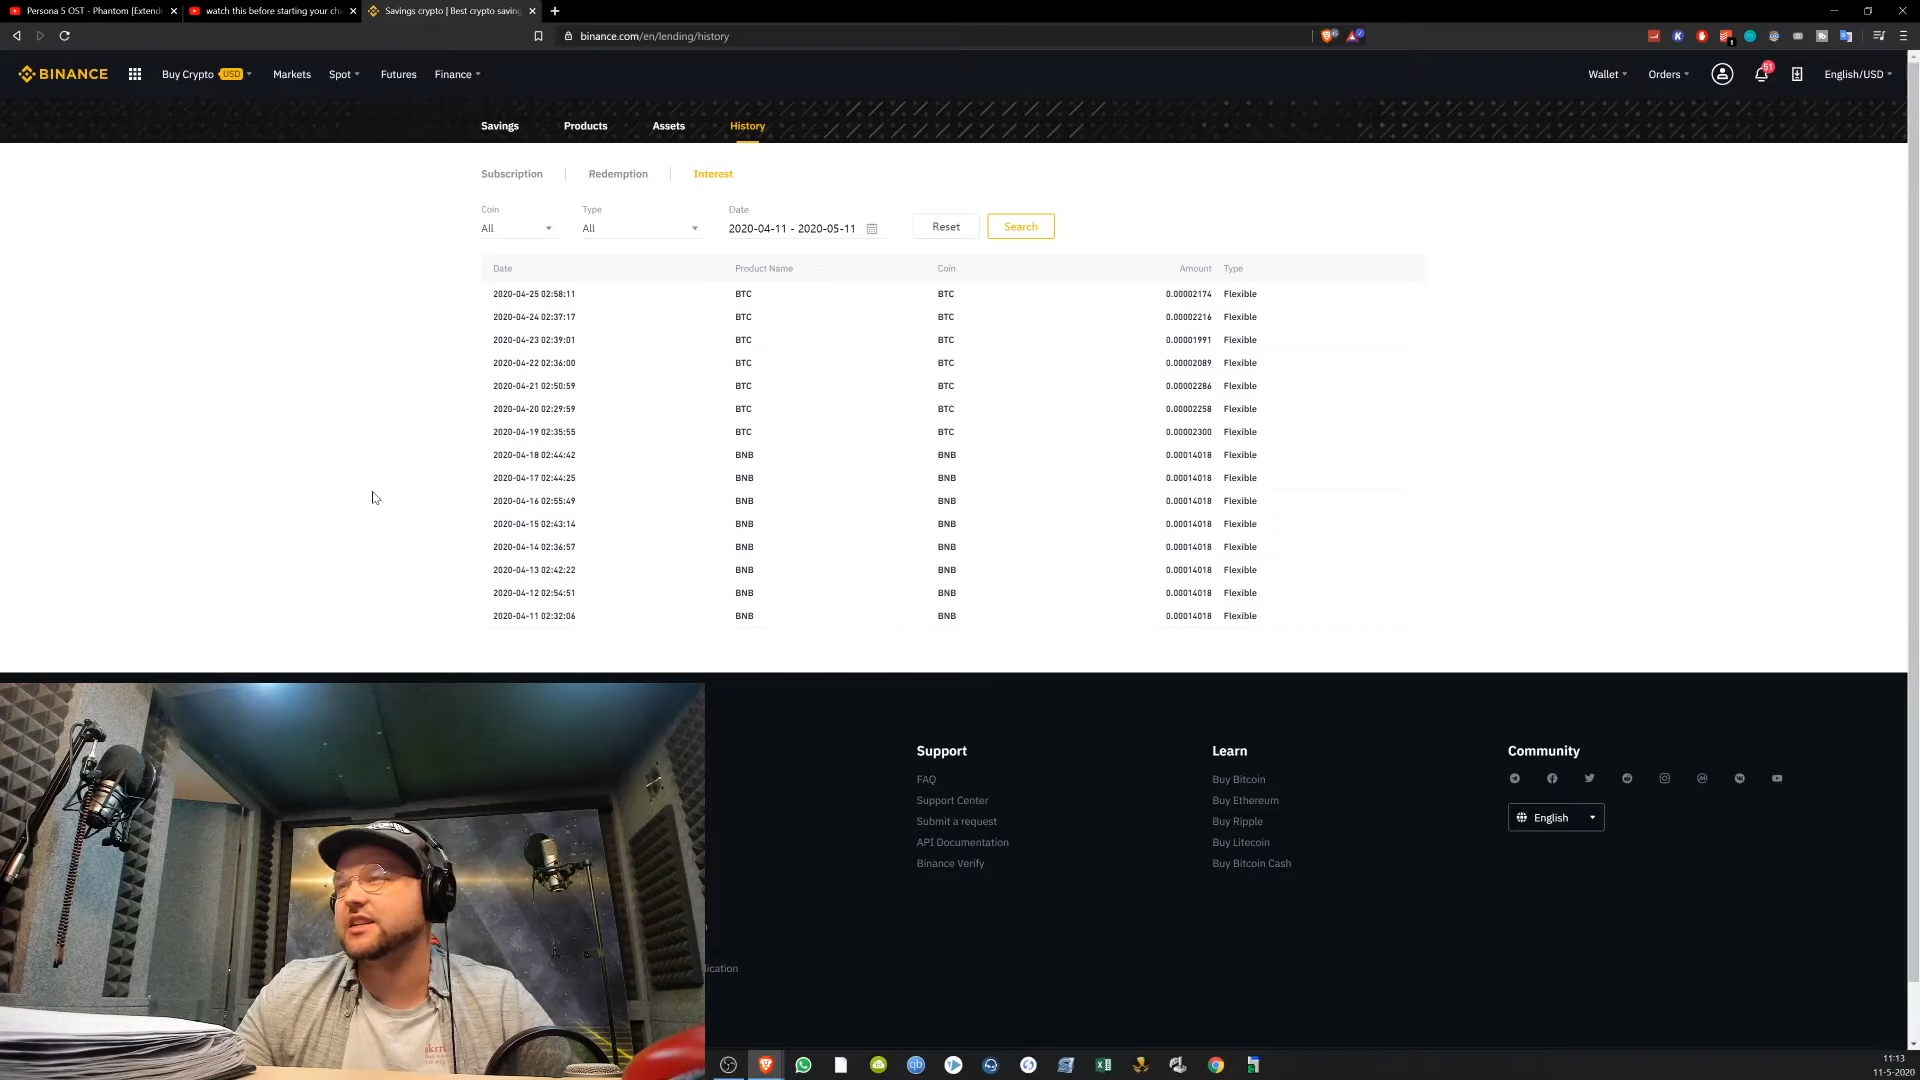 Persona 5 OST - Phantom [Extend
watch this before starting your ch
Savings crypto | Best crypto saving
binance.com/en/lending/history
BINANCE
Buy Crypto USD
Markets
Spot
Futures
Finance
Wallet
Orders
51
English/USD
Savings
Products
Assets
History
Subscription
Redemption
Interest
Coin
Type
Date
All
All
2020-04-11 - 2020-05-11
Reset
Search
Date Product Name Coin Amount Type
2020-04-25 02:58:11 BTC BTC 0.00002174 Flexible
2020-04-24 02:37:17 BTC BTC 0.00002216 Flexible
2020-04-23 02:39:01 BTC BTC 0.00001991 Flexible
2020-04-22 02:36:00 BTC BTC 0.00002089 Flexible
2020-04-21 02:50:59 BTC BTC 0.00002286 Flexible
2020-04-20 02:29:59 BTC BTC 0.00002258 Flexible
2020-04-19 02:35:55 BTC BTC 0.00002300 Flexible
2020-04-18 02:44:42 BNB BNB 0.00014018 Flexible
2020-04-17 02:44:25 BNB BNB 0.00014018 Flexible
2020-04-16 02:55:49 BNB BNB 0.00014018 Flexible
2020-04-15 02:43:14 BNB BNB 0.00014018 Flexible
2020-04-14 02:36:57 BNB BNB 0.00014018 Flexible
2020-04-13 02:42:22 BNB BNB 0.00014018 Flexible
2020-04-12 02:54:51 BNB BNB 0.00014018 Flexible
2020-04-11 02:32:06 BNB BNB 0.00014018 Flexible
Support
FAQ
Support Center
Submit a request
API Documentation
Binance Verify
Learn
Buy Bitcoin
Buy Ethereum
Buy Ripple
Buy Litecoin
Buy Bitcoin Cash
Community
English
lication
skrrt
qb
11:13
11-5-2020